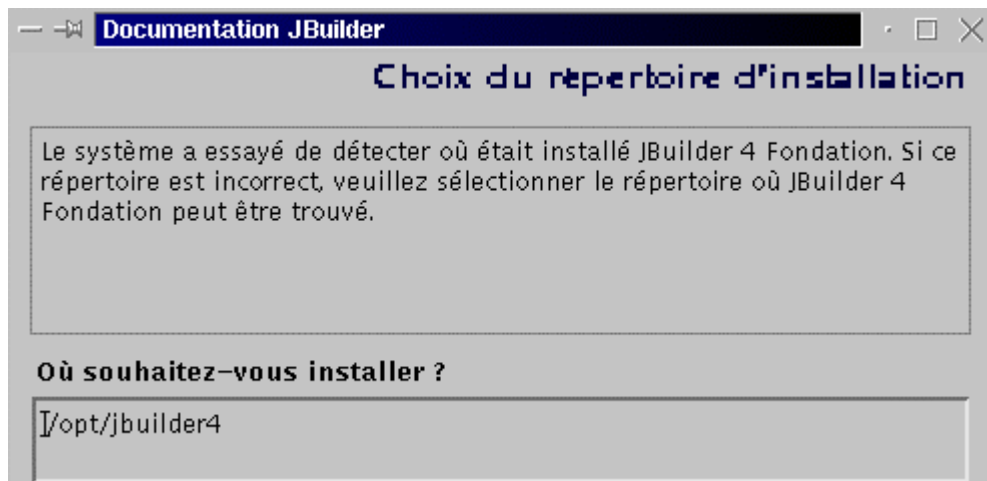 Documentation JBuilder
Choix du répertoire d'installation
Le système a essayé de détecter où était installé JBuilder 4 Fondation. Si ce
répertoire est incorrect, veuillez sélectionner le répertoire où JBuilder 4
Fondation peut être trouvé.
Où souhaitez-vous installer ?
/opt/jbuilder4